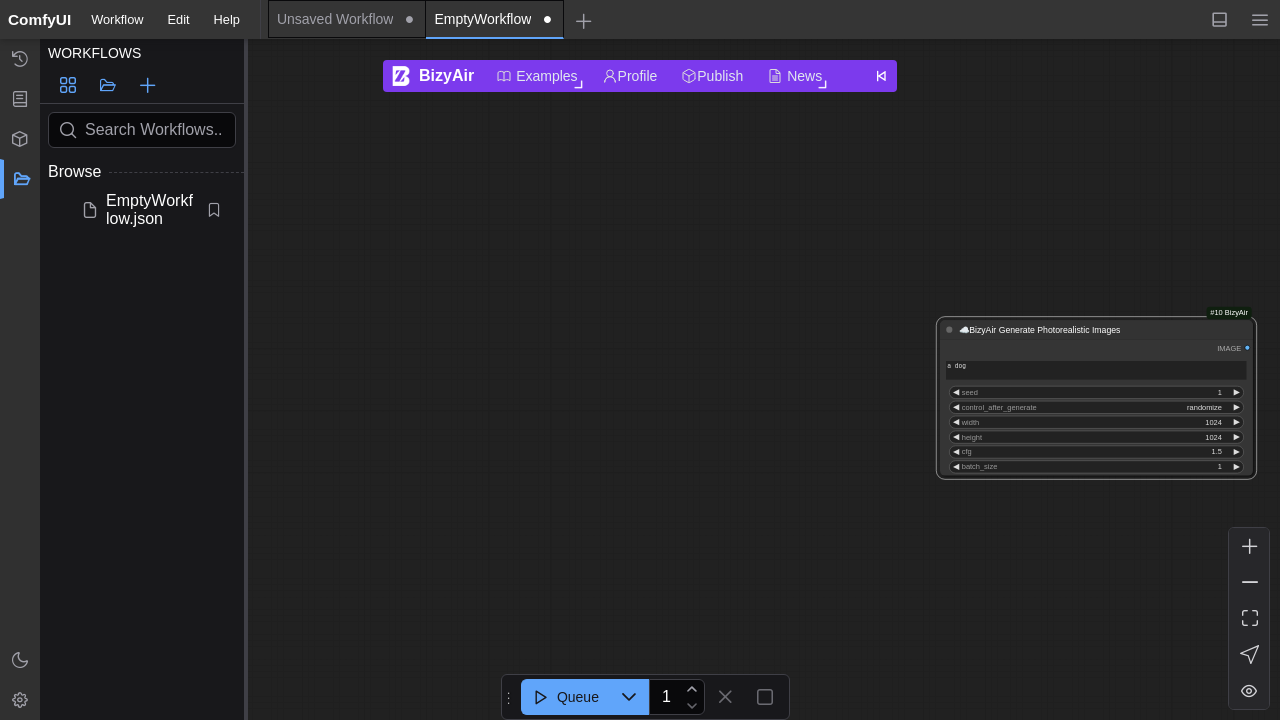 ComfyUI
Workflow
Edit
Help
Unsaved Workflow
EmptyWorkflow
WORKFLOWS
Search Workflows..
Browse
EmptyWorkf
low.json
BizyAir
Examples
Profile
Publish
News
#10 BizyAir
BizyAir Generate Photorealistic Images
IMAGE
a dog
seed 1
control_after_generate randomize
width 1024
height 1024
cfg 1.5
batch_size 1
Queue
1